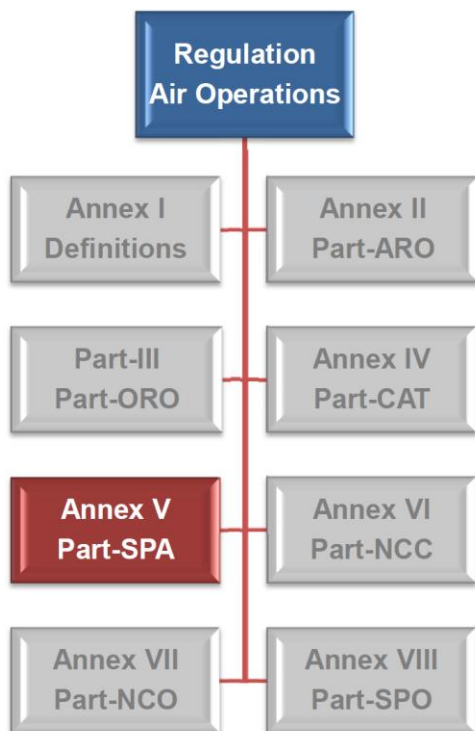 Regulation
Air Operations
Annex I
Definitions
Annex II
Part-ARO
Part-III
Part-ORO
Annex IV
Part-CAT
Annex V
Part-SPA
Annex VI
Part-NCC
Annex VII
Part-NCO
Annex VIII
Part-SPO